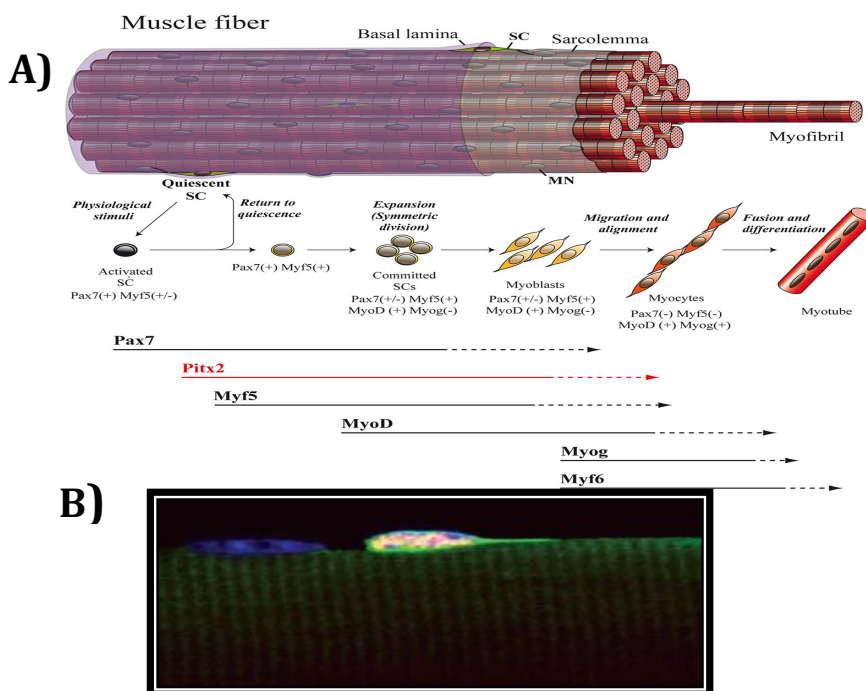 Muscle fiber
A)
Basal lamina
SC
Sarcolemma
Myofibril
MN
Quiescent
SC
Physiological
stimuli
Return to
quiescence
Expansion
(Symmetric
division)
Migration and
alignment
Fusion and
differentiation
Activated
SC
Pax7(+) Myf5(+/-)
Pax7(+) Myf5(+)
Committed
SCs
Pax7(+/-) Myf5(+)
MyoD (+) Myog(-)
Myoblasts
Pax7(+/-) Myf5(+)
MyoD (+) Myog(-)
Myocytes
Pax7(-) Myf5(-)
MyoD (+) Myog(+)
Myotube
Pax7
Pitx2
Myf5
MyoD
Myog
Myf6
B)